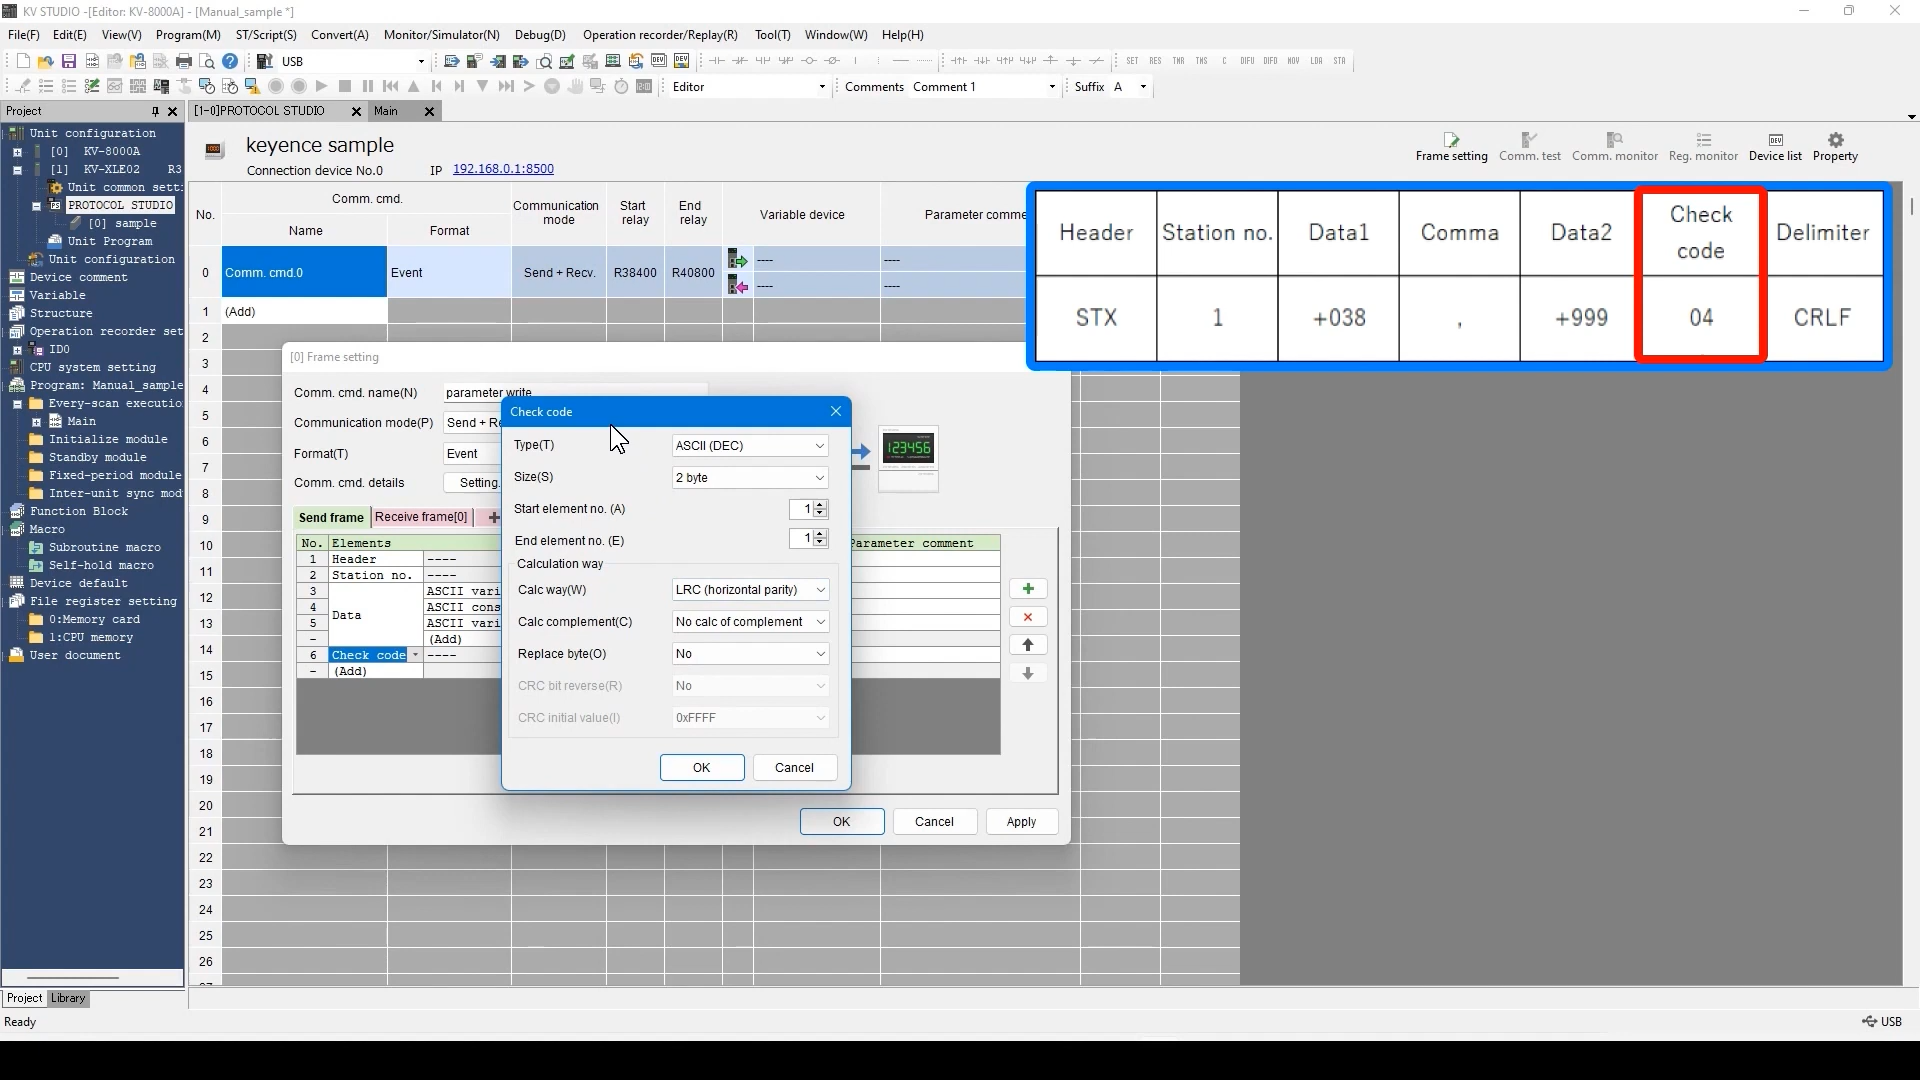 KV STUDIO -[Editor: KV-8000A] - [Manual_sample *]
File(F) Edit(E) View(V) Program(M) ST/Script(S) Convert(A) Monitor/Simulator(N) Debug(D) Operation recorder/Replay(R) Tool(T) Window(W) Help(H)
USB
SET RES TMR TMS C DIFU DIFD MOV LDA STA
Editor Comments Comment 1 Suffix A
Project
[1-0]PROTOCOL STUDIO Main
Unit configuration
[0] KV-8000A
[1] KV-XLE02 R3
Unit common sett:
PROTOCOL STUDIO
[0] sample
Unit Program
Unit configuration
Device comment
Variable
Structure
Operation recorder set
ID0
CPU system setting
Program: Manual_sample
Every-scan executio
Main
Initialize module
Standby module
Fixed-period module
Inter-unit sync mod
Function Block
Macro
Subroutine macro
Self-hold macro
Device default
File register setting
0:Memory card
1:CPU memory
User document
Project Library
Ready
USB
keyence sample
Connection device No.0 IP 192.168.0.1:8500
Frame setting Comm. test Comm. monitor Reg. monitor Device list Property
No. Comm. cmd. Communication mode Start relay End relay Variable device Parameter comme
Name Format
0 Comm. cmd.0 Event Send + Recv. R38400 R40800 ---- ----
---- ----
1 (Add)
2
3
4
5
6
7
8
9
10
11
12
13
14
15
16
17
18
19
20
21
22
23
24
25
26
Header Station no. Data1 Comma Data2 Check code Delimiter
STX 1 +038 , +999 04 CRLF
[0] Frame setting
Comm. cmd. name(N) parameter write
Communication mode(P) Send + Re
Format(T) Event
Comm. cmd. details Setting.
123456
Send frame Receive frame[0] +
No. Elements Parameter comment
1 Header ----
2 Station no. ----
3 ASCII vari
4 Data ASCII cons
5 ASCII vari
- (Add)
6 Check code ----
- (Add)
OK Cancel Apply
Check code
Type(T) ASCII (DEC)
Size(S) 2 byte
Start element no. (A) 1
End element no. (E) 1
Calculation way
Calc way(W) LRC (horizontal parity)
Calc complement(C) No calc of complement
Replace byte(O) No
CRC bit reverse(R) No
CRC initial value(I) 0xFFFF
OK Cancel